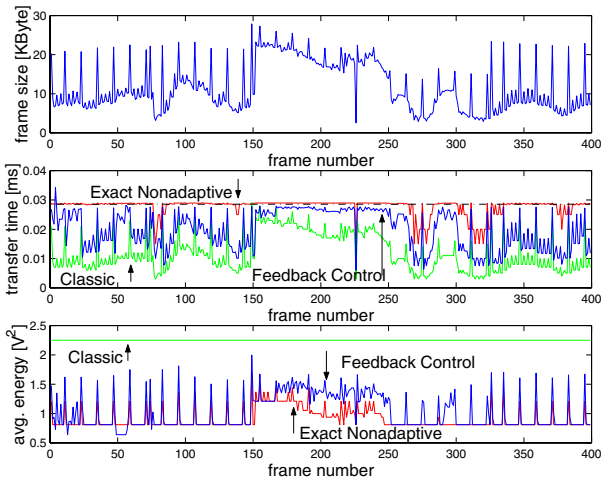 30
20
10
0
frame size [KByte]
0 50 100 150 200 250 300 350 400
frame number
0.04
0.03
0.02
0.01
0
transfer time [ms]
Exact Nonadaptive
Classic
Feedback Control
0 50 100 150 200 250 300 350 400
frame number
2.5
2
1.5
1
0.5
avg. energy [V²]
Classic
Feedback Control
Exact Nonadaptive
0 50 100 150 200 250 300 350 400
frame number